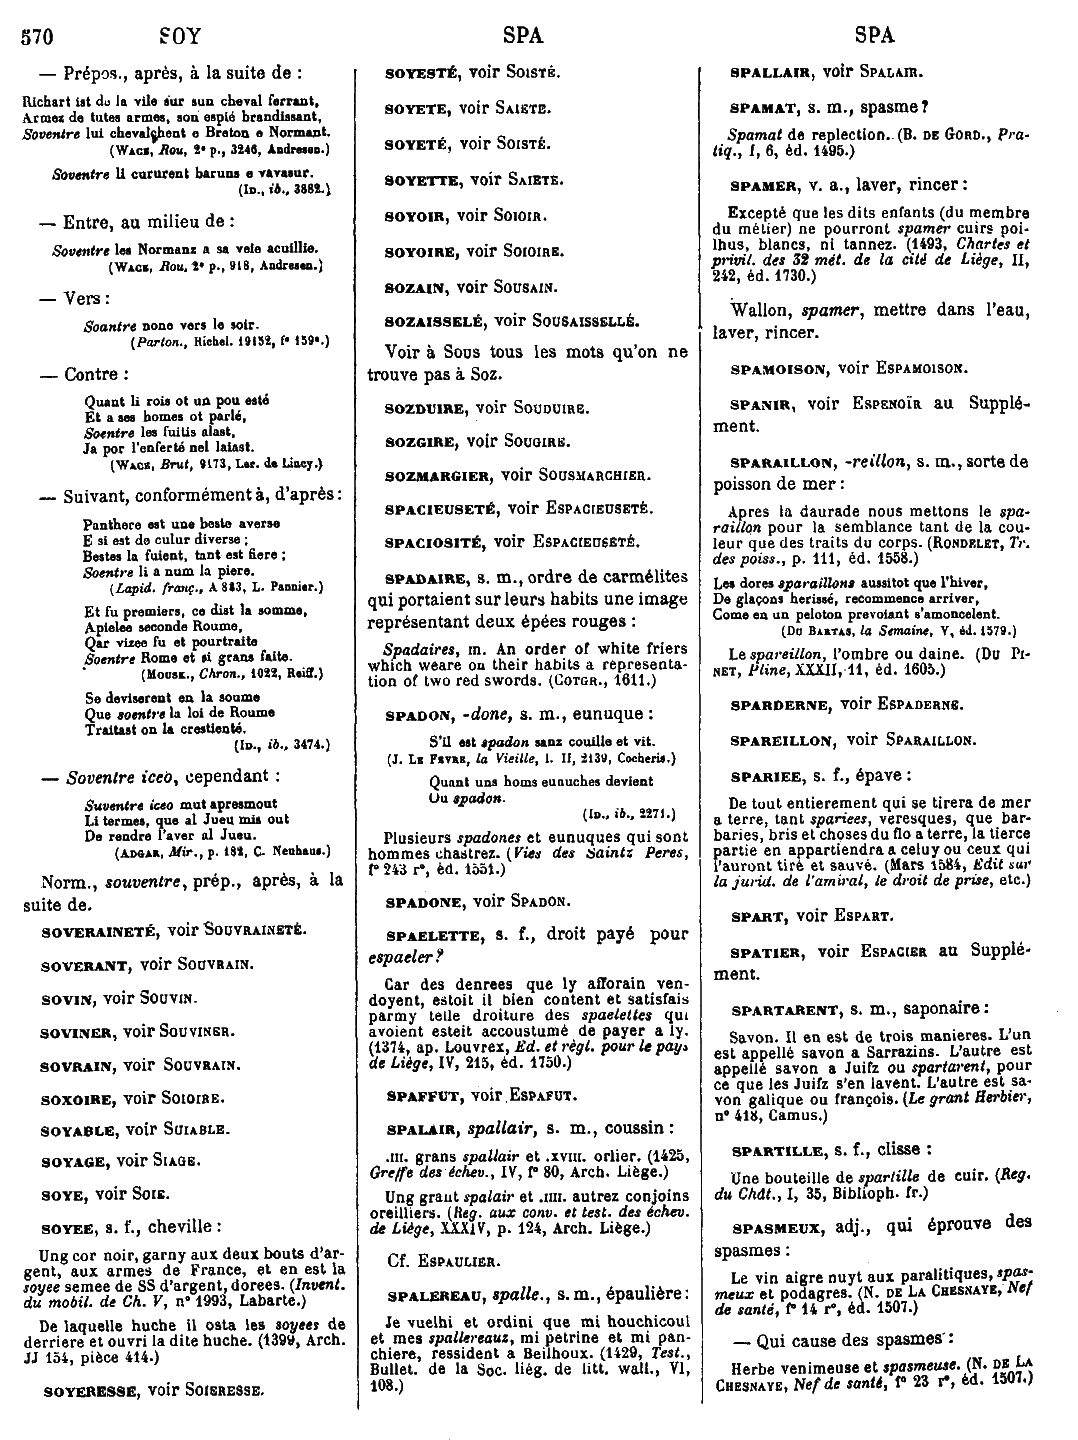 570 SOY SPA SPA
— Prépos., après, à la suite de :
Richart ist du la vile sur sun cheval ferrant,
Armez de tutes armes, son espié brandissant,
Soventre lui chevalchent e Breton e Normant.
(Wace, Rou, 2e p., 3246, Andresen.)
Soventre li cururent baruns e vavasur.
(Id., ib., 3882.)
— Entre, au milieu de :
Soventre les Normanz a sa veie acuillie.
(Wace, Rou, 2e p., 918, Andresen.)
— Vers :
Soantre none vers le soir.
(Parton., Richel. 19152, fo 159e.)
— Contre :
Quant li rois ot un pou esté
Et a ses homes ot parlé,
Soentre les fuitis alast,
Ja por l'enferté nel laiast.
(Wace, Brut, 9173, Ler. de Lincy.)
— Suivant, conformément à, d'après :
Panthere est une beste averse
E si est de culur diverse ;
Bestes la fuient, tant est fiere ;
Soentre li a num la piere.
(Lapid. franç., A 843, L. Pannier.)
Et fu premiers, ce dist la somme,
Apielee seconde Roume,
Qar vizee fu et pourtraite
Soentre Rome et si grans faite.
(Mousk., Chron., 1022, Reiff.)
Se deviserent en la soume
Que soentre la loi de Roume
Traitast on la crestienté.
(Id., ib., 3474.)
— Soventre iceo, cependant :
Suventre iceo mut apresmout
Li termes, que al Jueu mis out
De rendre l'aver al Jueu.
(Adgar, Mir., p. 182, C. Neuhaus.)
Norm., souventre, prép., après, à la
suite de.
SOVERAINETÉ, voir Souvraineté.
SOVERANT, voir Souvrain.
SOVIN, voir Souvin.
SOVINER, voir Souviner.
SOVRAIN, voir Souvrain.
SOXOIRE, voir Soioire.
SOYABLE, voir Suiable.
SOYAGE, voir Siage.
SOYE, voir Soie.
SOYEE, s. f., cheville :
Ung cor noir, garny aux deux bouts d'ar-
gent, aux armes de France, et en est la
soyee semee de SS d'argent, dorees. (Invent.
du mobil. de Ch. V, no 1993, Labarte.)
De laquelle huche il osta les soyees de
derriere et ouvri la dite huche. (1399, Arch.
JJ 154, pièce 414.)
SOYERESSE, voir Soieresse.
SOYESTÉ, voir Soisté.
SOYETE, voir Saiete.
SOYETÉ, voir Soisté.
SOYETTE, voir Saiete.
SOYOIR, voir Soioir.
SOYOIRE, voir Soioire.
SOZAIN, voir Sousain.
SOZAISSELÉ, voir Sousaissellé.
Voir à Sous tous les mots qu'on ne
trouve pas à Soz.
SOZDUIRE, voir Souduire.
SOZGIRE, voir Sougire.
SOZMARGIER, voir Sousmarchier.
SPACIEUSETÉ, voir Espacieuseté.
SPACIOSITÉ, voir Espacieuseté.
SPADAIRE, s. m., ordre de carmélites
qui portaient sur leurs habits une image
représentant deux épées rouges :
Spadaires, m. An order of white friers
which weare on their habits a representa-
tion of two red swords. (Cotgr., 1611.)
SPADON, -done, s. m., eunuque :
S'il est spadon sanz couille et vit.
(J. Le Fevre, la Vieille, l. II, 2139, Cocheris.)
Quant uns homs eunuches devient
Ou spadon.
(Id., ib., 2271.)
Plusieurs spadones et eunuques qui sont
hommes chastrez. (Vies des Saintz Peres,
fo 243 ro, éd. 1551.)
SPADONE, voir Spadon.
SPAELETTE, s. f., droit payé pour
espaeler ?
Car des denrees que ly afforain ven-
doyent, estoit il bien content et satisfais
parmy telle droiture des spaelettes qui
avoient esteit accoustumé de payer a ly.
(1374, ap. Louvrex, Ed. et règl. pour le pays
de Liège, IV, 215, éd. 1750.)
SPAFFUT, voir Espafut.
SPALAIR, spallair, s. m., coussin :
.iii. grans spallair et .xviii. orlier. (1425,
Greffe des échev., IV, fo 80, Arch. Liège.)
Ung grant spalair et .iiii. autrez conjoins
oreilliers. (Reg. aux conv. et test. des échev.
de Liège, XXXIV, p. 124, Arch. Liège.)
Cf. Espaulier.
SPALEREAU, spalle., s. m., épaulière :
Je vuelhi et ordini que mi houchicoul
et mes spallereaux, mi petrine et mi pan-
chiere, ressident a Beilhoux. (1429, Test.,
Bullet. de la Soc. liég. de litt. wall., VI,
108.)
SPALLAIR, voir Spalair.
SPAMAT, s. m., spasme ?
Spamat de replection. (B. de Gord., Pra-
tiq., I, 6, éd. 1495.)
SPAMER, v. a., laver, rincer :
Excepté que les dits enfants (du membre
du métier) ne pourront spamer cuirs poi-
lhus, blancs, ni tannez. (1493, Chartes et
privil. des 32 mét. de la cité de Liège, II,
242, éd. 1730.)
Wallon, spamer, mettre dans l'eau,
laver, rincer.
SPAMOISON, voir Espamoison.
SPANIR, voir Espenoïr au Supplé-
ment.
SPARAILLON, -reillon, s. m., sorte de
poisson de mer :
Apres la daurade nous mettons le spa-
raillon pour la semblance tant de la cou-
leur que des traits du corps. (Rondelet, Tr.
des poiss., p. 111, éd. 1558.)
Les dores sparaillons aussitot que l'hiver,
De glaçons herissé, recommence arriver,
Come en un peloton prevoiant s'amoncelent.
(Du Bartas, la Semaine, V, éd. 1579.)
Le spareillon, l'ombre ou daine. (Du Pi-
net, Pline, XXXII, 11, éd. 1605.)
SPARDERNE, voir Espaderne.
SPAREILLON, voir Sparaillon.
SPARIEE, s. f., épave :
De tout entierement qui se tirera de mer
a terre, tant spariees, veresques, que bar-
baries, bris et choses du flo a terre, la tierce
partie en appartiendra a celuy ou ceux qui
l'auront tiré et sauvé. (Mars 1584, Edit sur
la jurid. de l'amiral, le droit de prise, etc.)
SPART, voir Espart.
SPATIER, voir Espacier au Supplé-
ment.
SPARTARENT, s. m., saponaire :
Savon. Il en est de trois manieres. L'un
est appellé savon a Sarrazins. L'autre est
appellé savon a Juifz ou spartarent, pour
ce que les Juifz s'en lavent. L'autre est sa-
von galique ou françois. (Le grant Herbier,
no 418, Camus.)
SPARTILLE, s. f., clisse :
Une bouteille de spartille de cuir. (Reg.
du Chât., I, 35, Biblioph. fr.)
SPASMEUX, adj., qui éprouve des
spasmes :
Le vin aigre nuyt aux paralitiques, spas-
meux et podagres. (N. de La Chesnaye, Nef
de santé, fo 14 ro, éd. 1507.)
— Qui cause des spasmes :
Herbe venimeuse et spasmeuse. (N. de La
Chesnaye, Nef de santé, fo 23 ro, éd. 1507.)